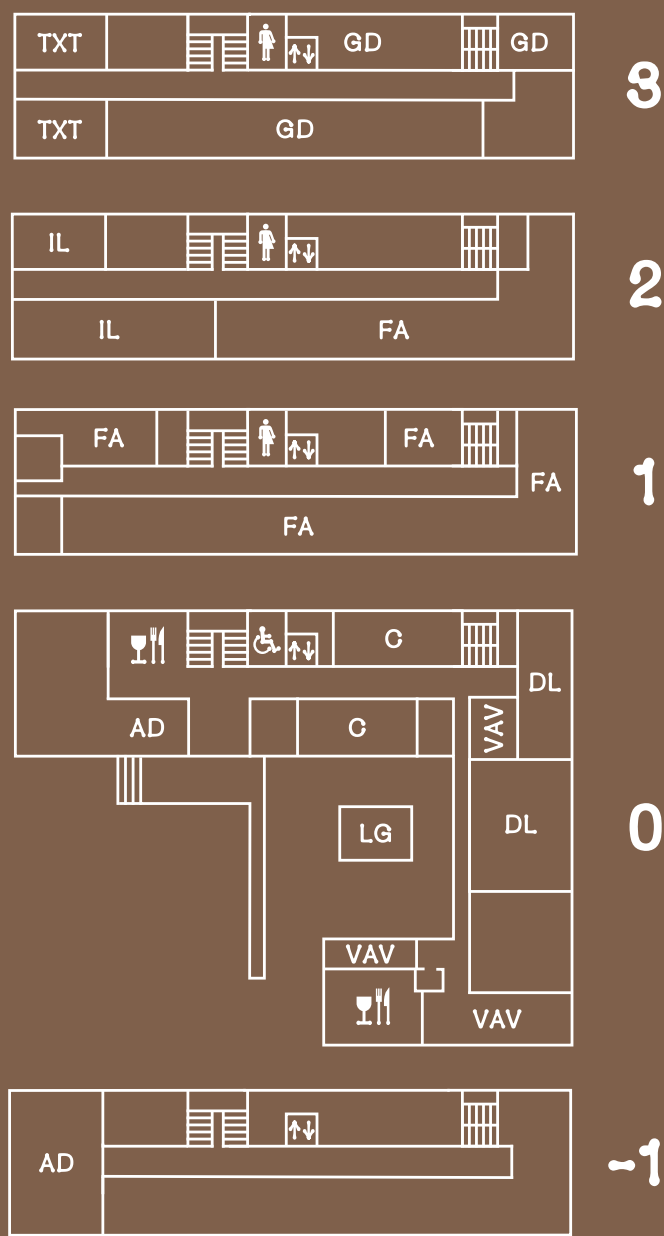 TXT GD GD
3
TXT GD
IL
2
IL FA
FA FA
1
FA
FA
C
DL
AD C VAV
0
LG DL
VAV
VAV
AD -1